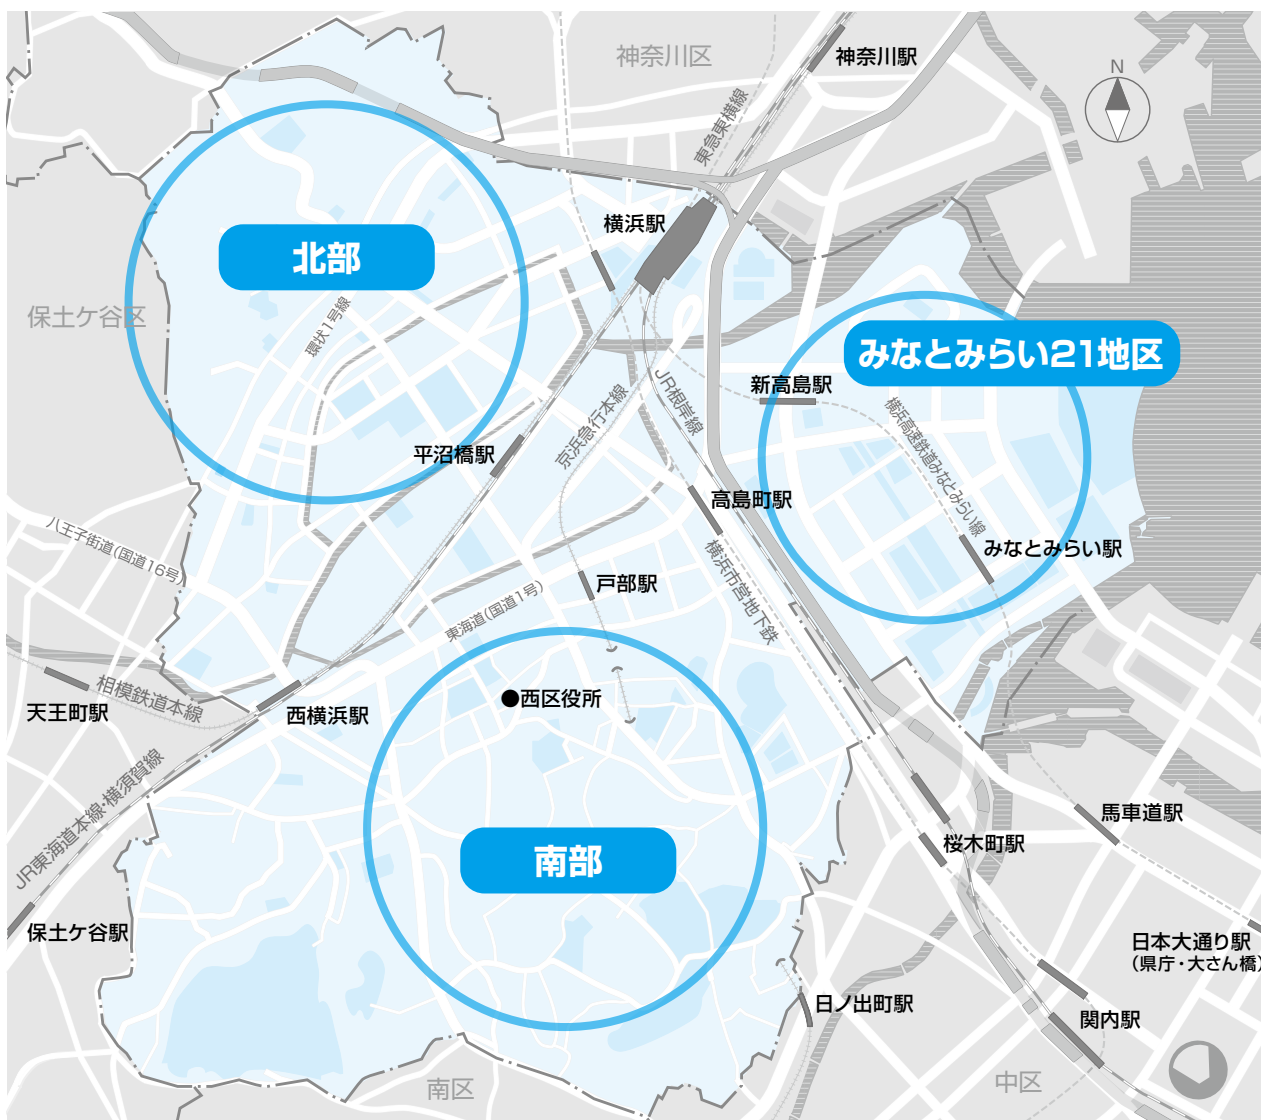 神奈川区
神奈川駅
N
東急東横線
横浜駅
北部
保土ケ谷区
環状1号線
みなとみらい21地区
新高島駅
JR根岸線
横浜高速鉄道みなとみらい線
京浜急行本線
平沼橋駅
高島町駅
八王子街道(国道16号)
みなとみらい駅
横浜市営地下鉄
戸部駅
東海道(国道1号)
相模鉄道本線
天王町駅
西横浜駅
●西区役所
JR東海道本線・横須賀線
南部
馬車道駅
桜木町駅
保土ケ谷駅
日本大通り駅
(県庁・大さん橋)
日ノ出町駅
関内駅
南区
中区